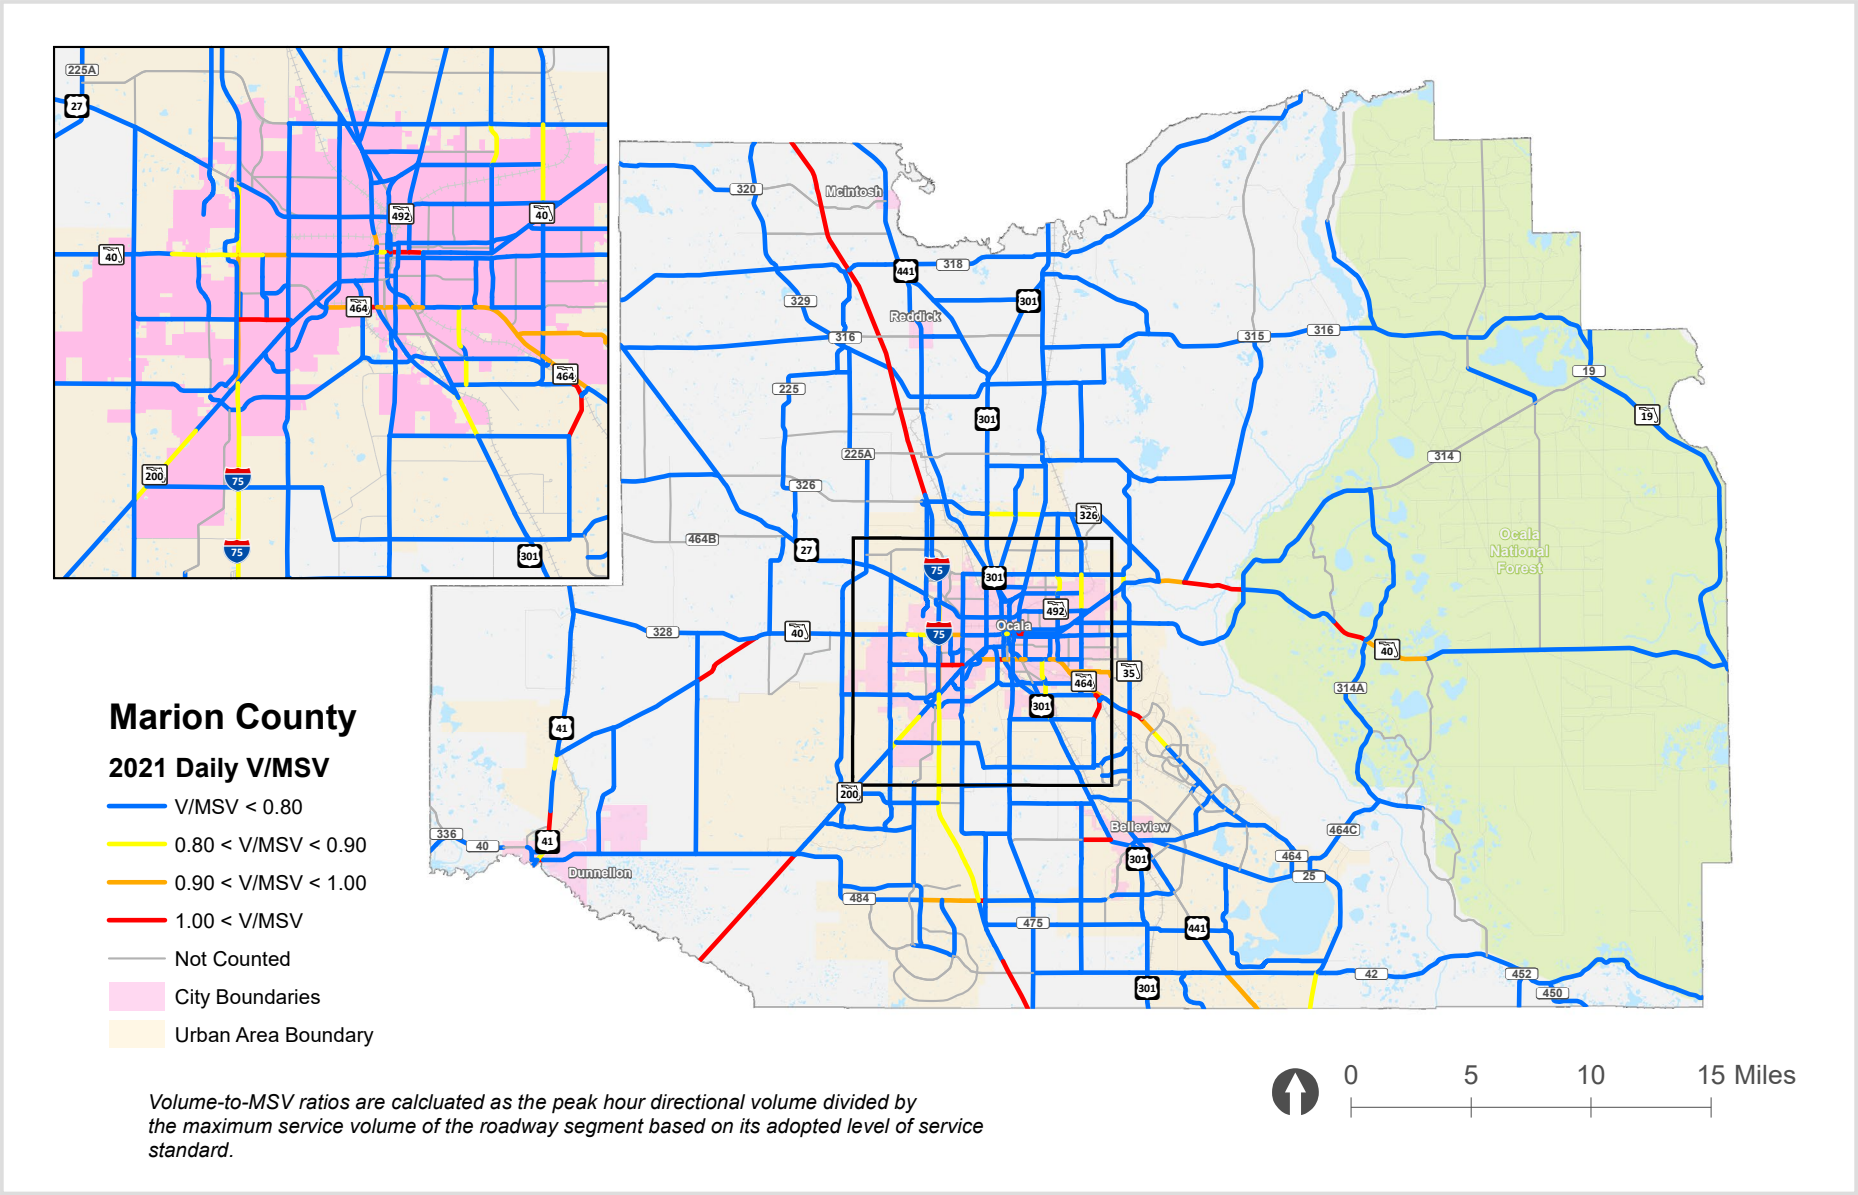 225A
27
492
40
40
464
464
200
75
75
301
320
McIntosh
441
318
329
301
Reddick
316
315
316
19
225
19
301
225A
314
326
326
464B
27
Ocala
National
Forest
75
301
492
Ocala
328
40
75
40
35
464
314A
301
41
200
Belleview
336
40
41
464C
301
464
25
Dunnellon
484
475
441
42
452
450
301
Marion County
2021 Daily V/MSV
V/MSV < 0.80
0.80 < V/MSV < 0.90
0.90 < V/MSV < 1.00
1.00 < V/MSV
Not Counted
City Boundaries
Urban Area Boundary
0 5 10 15 Miles
Volume-to-MSV ratios are calcluated as the peak hour directional volume divided by
the maximum service volume of the roadway segment based on its adopted level of service
standard.